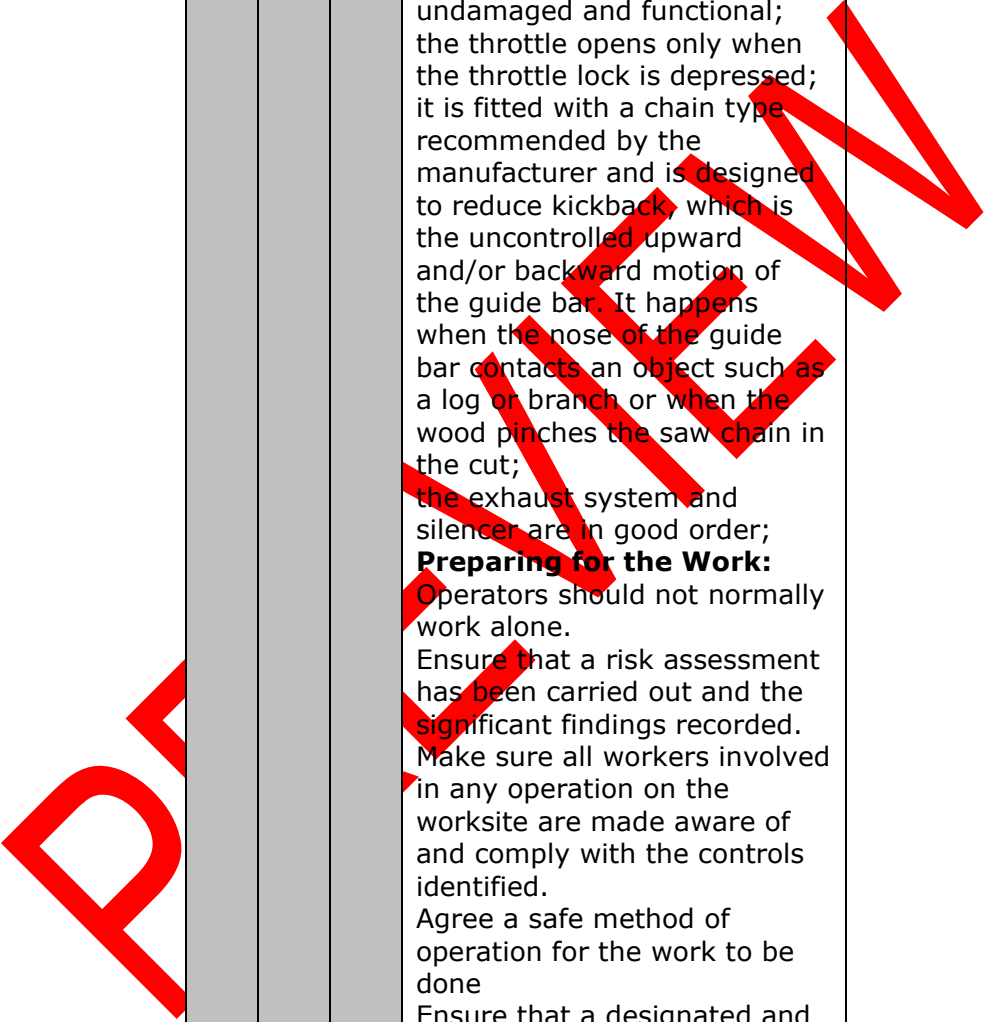 undamaged and functional;
the throttle opens only when
the throttle lock is depressed;
it is fitted with a chain type
recommended by the
manufacturer and is designed
to reduce kickback, which is
the uncontrolled upward
and/or backward motion of
the guide bar. It happens
when the nose of the guide
bar contacts an object such as
a log or branch or when the
wood pinches the saw chain in
the cut;
the exhaust system and
silencer are in good order;
Preparing for the Work:
Operators should not normally
work alone.
Ensure that a risk assessment
has been carried out and the
significant findings recorded.
Make sure all workers involved
in any operation on the
worksite are made aware of
and comply with the controls
identified.
Agree a safe method of
operation for the work to be
done
Ensure that a designated and
PREVIEW